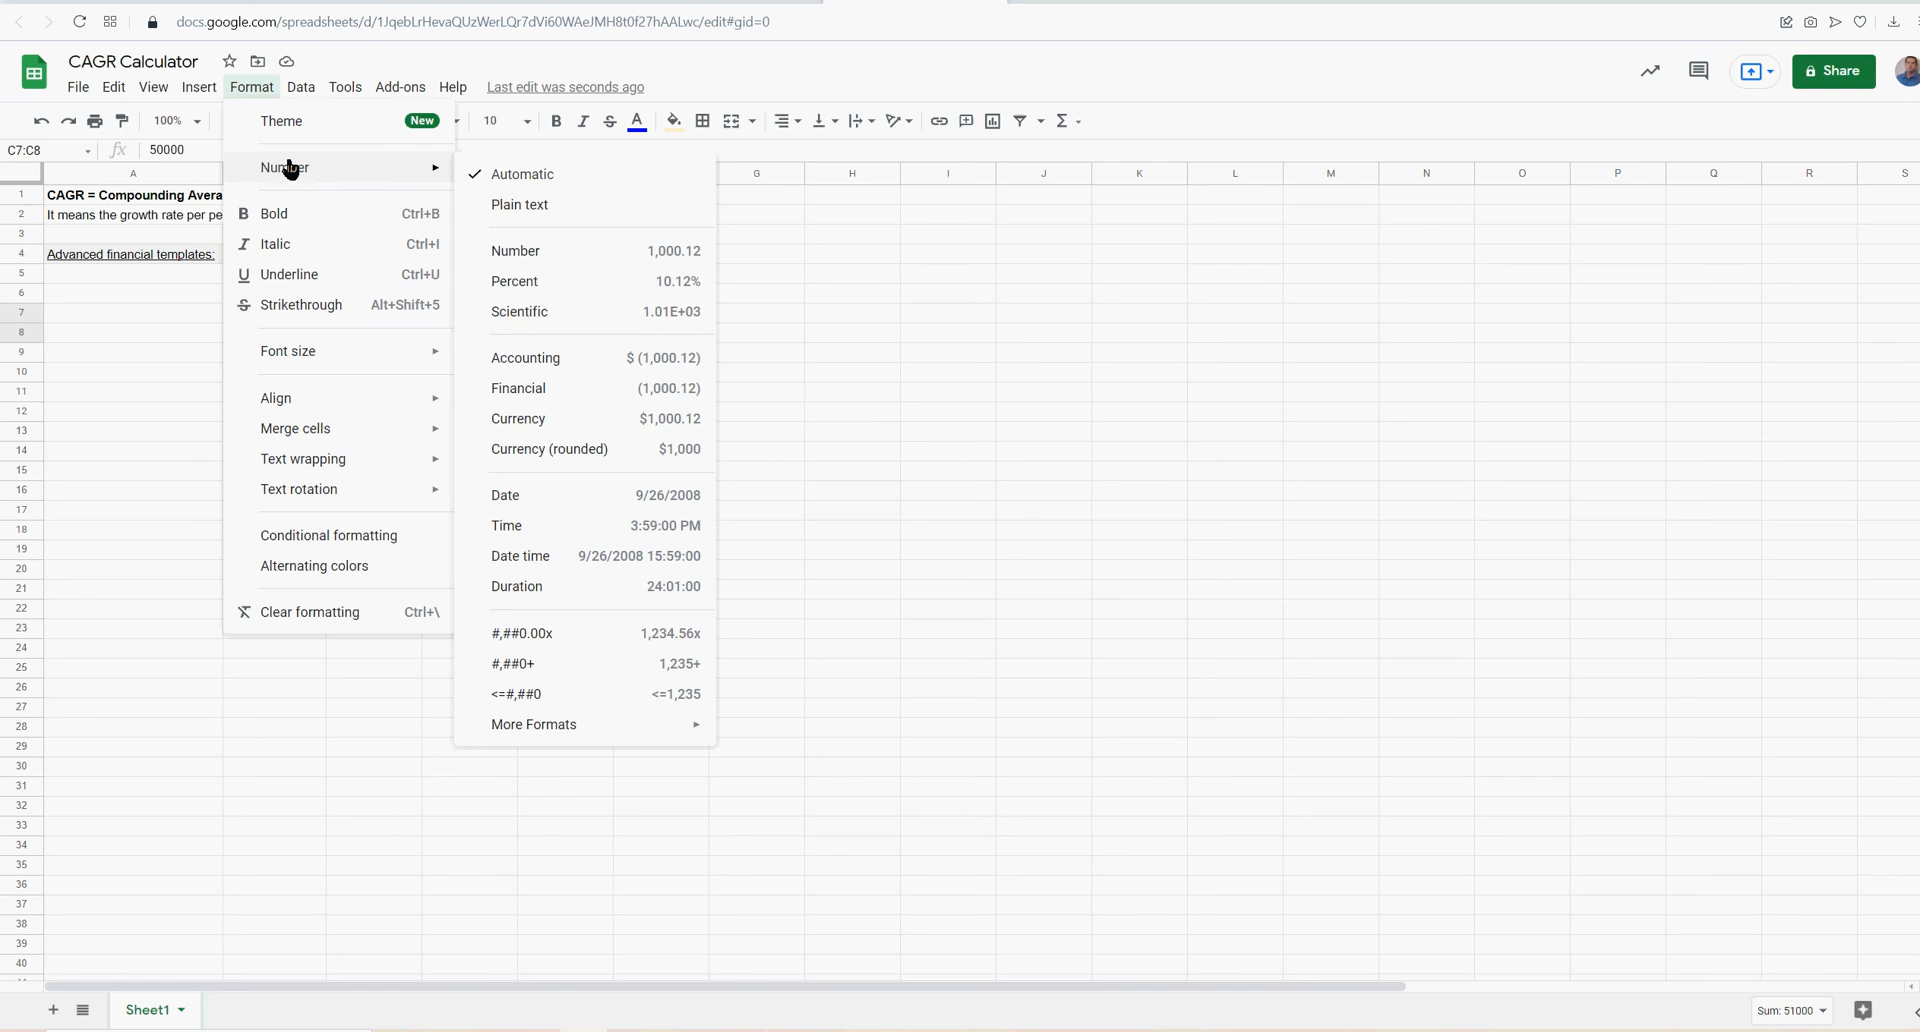 docs.google.com/spreadsheets/d/1JqebLrHevaQUzWerLQr7dVi60WAeJMH8t0f27hAALwc/edit#gid=0
CAGR Calculator
File Edit View Insert Format Data Tools Add-ons Help Last edit was seconds ago
Share
100% 10 B I S A
C7:C8 fx 50000
Theme New
Number
B Bold Ctrl+B
I Italic Ctrl+I
U Underline Ctrl+U
S Strikethrough Alt+Shift+5
Font size
Align
Merge cells
Text wrapping
Text rotation
Conditional formatting
Alternating colors
Clear formatting Ctrl+\
Automatic
Plain text
Number 1,000.12
Percent 10.12%
Scientific 1.01E+03
Accounting $ (1,000.12)
Financial (1,000.12)
Currency $1,000.12
Currency (rounded) $1,000
Date 9/26/2008
Time 3:59:00 PM
Date time 9/26/2008 15:59:00
Duration 24:01:00
#,##0.00x 1,234.56x
#,##0+ 1,235+
<=#,##0 <=1,235
More Formats
A G H I J K L M N O P Q R S
1 CAGR = Compounding Avera
2 It means the growth rate per pe
3
4 Advanced financial templates:
5
6
7
8
9
10
11
12
13
14
15
16
17
18
19
20
21
22
23
24
25
26
27
28
29
30
31
32
33
34
35
36
37
38
39
40
Sheet1
Sum: 51000